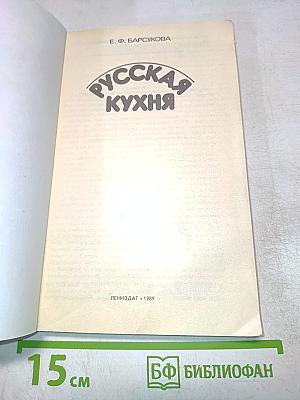 Е. Ф. БАРСУКОВА
РУССКАЯ
КУХНЯ
ЛЕНИЗДАТ • 1989
15 см
БФ БИБЛИОФАН